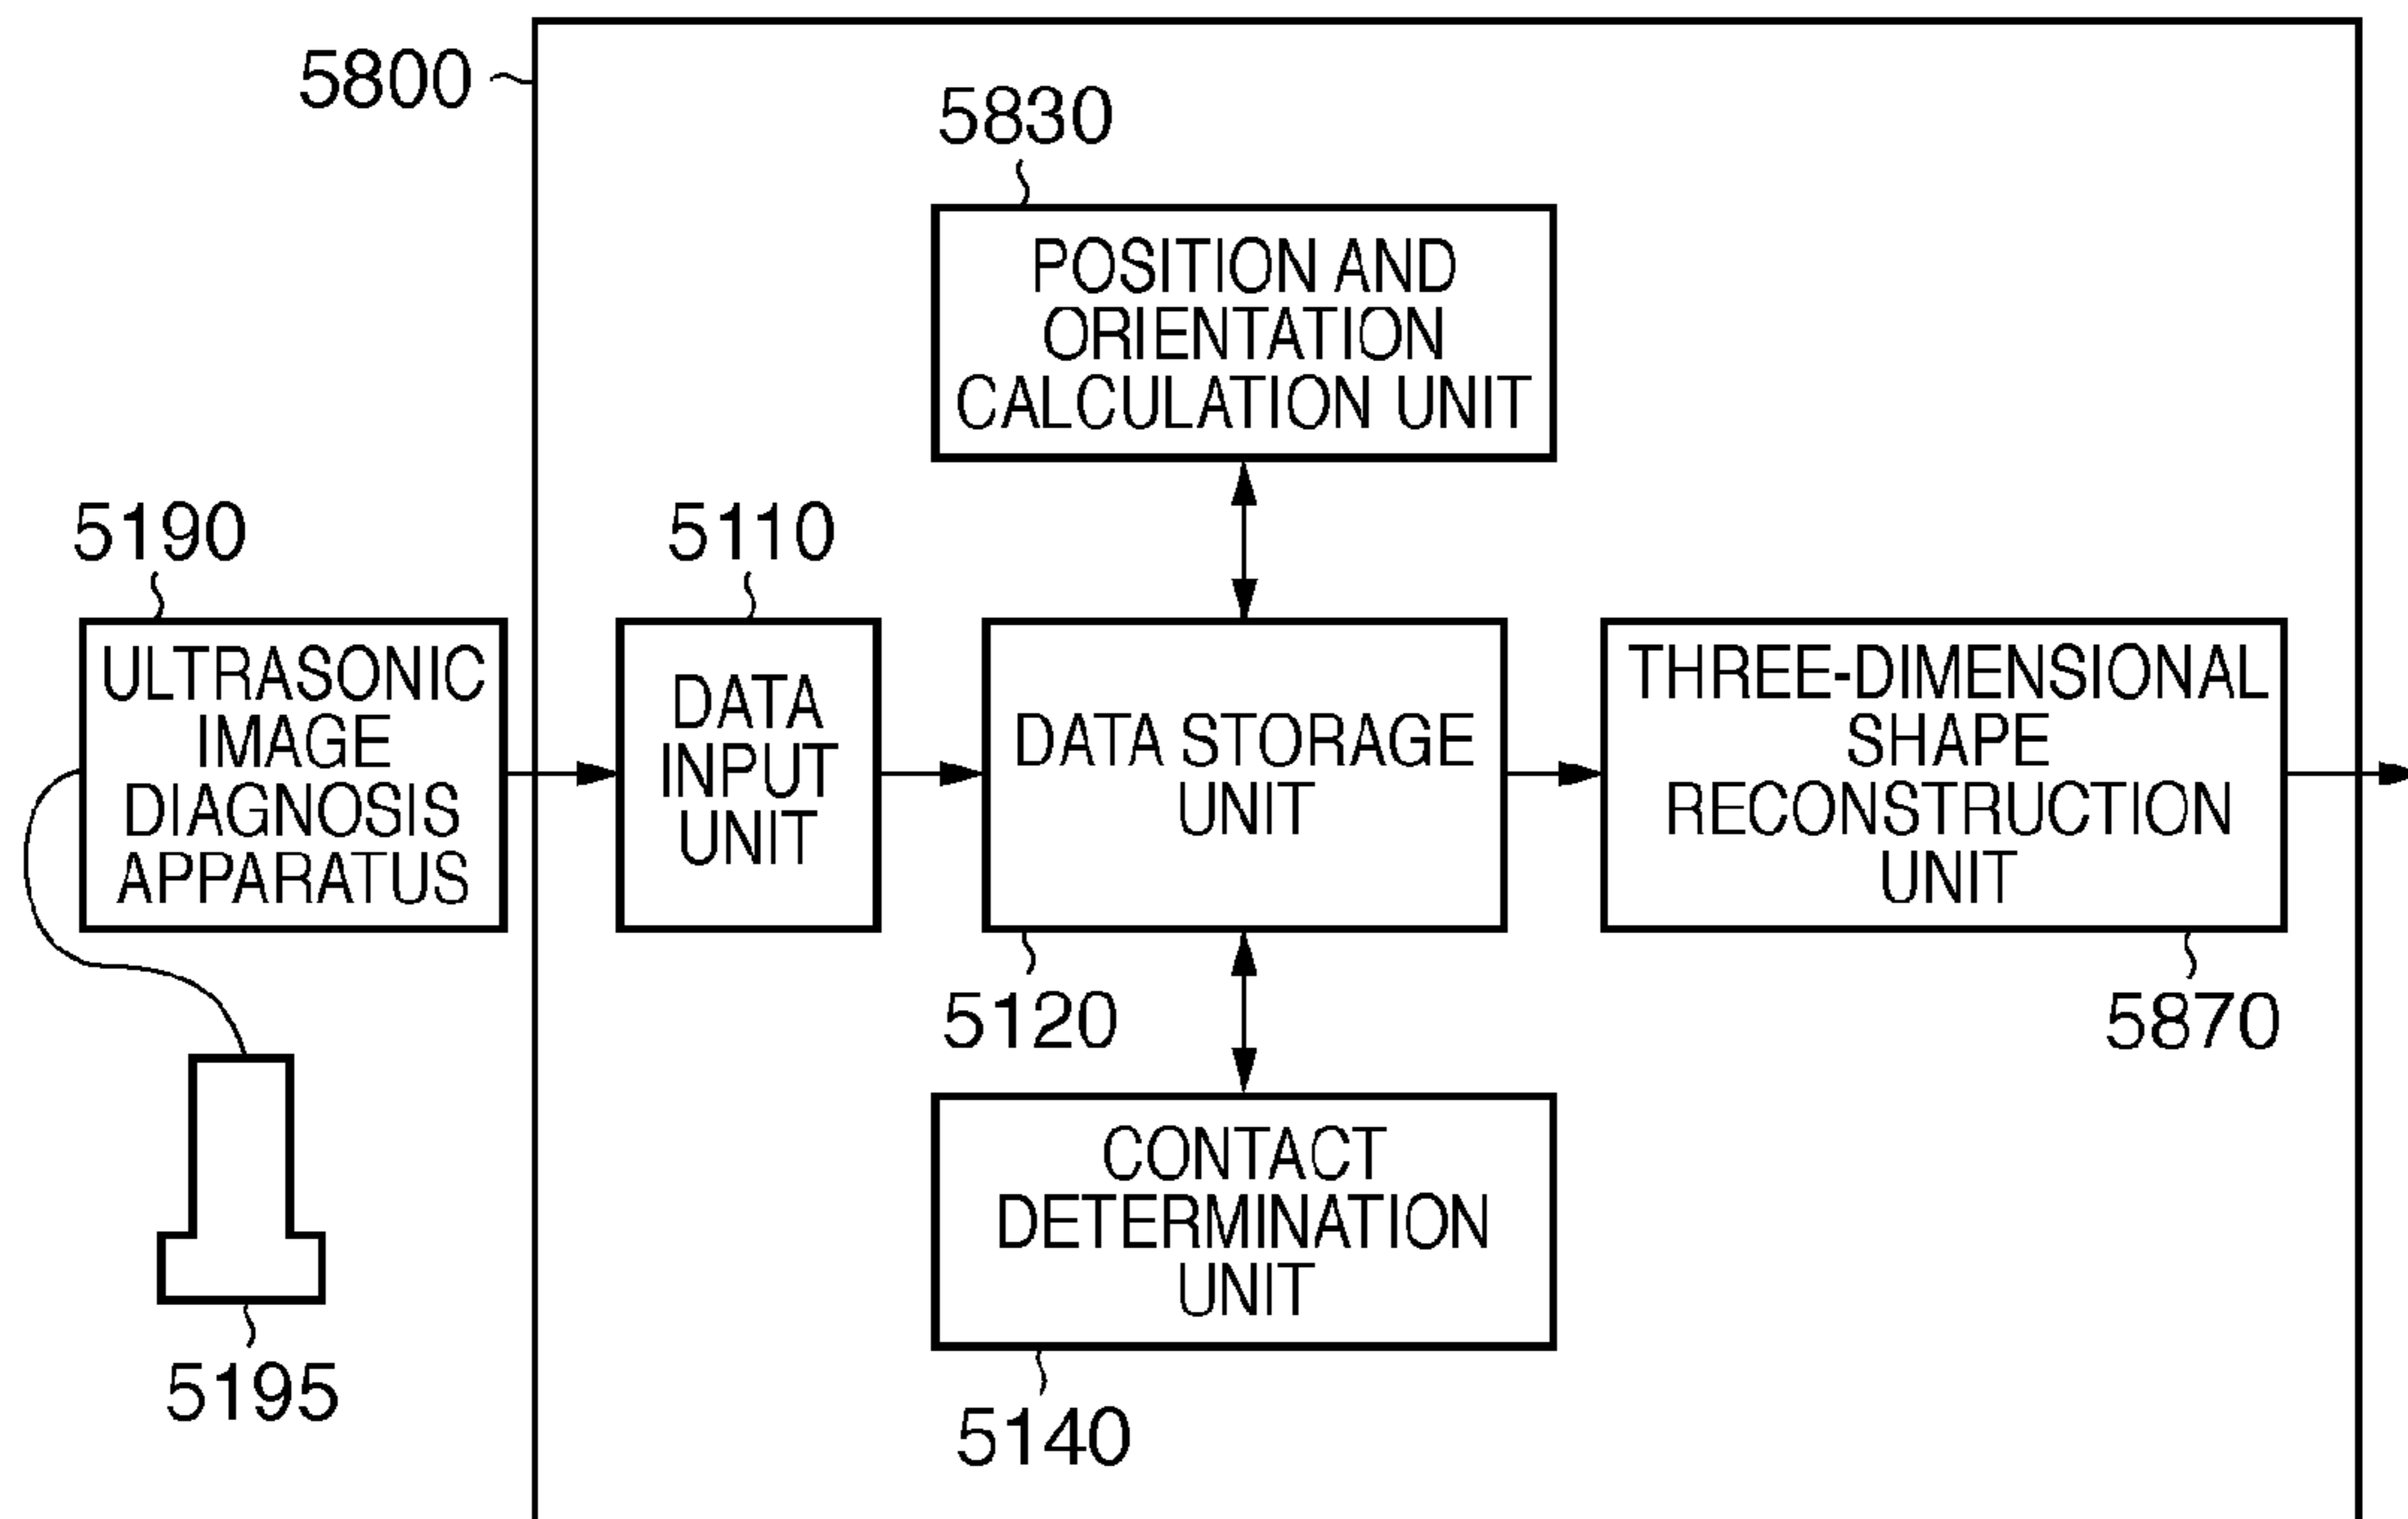 5800
5830
POSITION AND
ORIENTATION
CALCULATION UNIT
5190
5110
ULTRASONIC
IMAGE
DIAGNOSIS
APPARATUS
DATA
INPUT
UNIT
DATA STORAGE
UNIT
THREE-DIMENSIONAL
SHAPE
RECONSTRUCTION
UNIT
5120
5870
CONTACT
DETERMINATION
UNIT
5195
5140